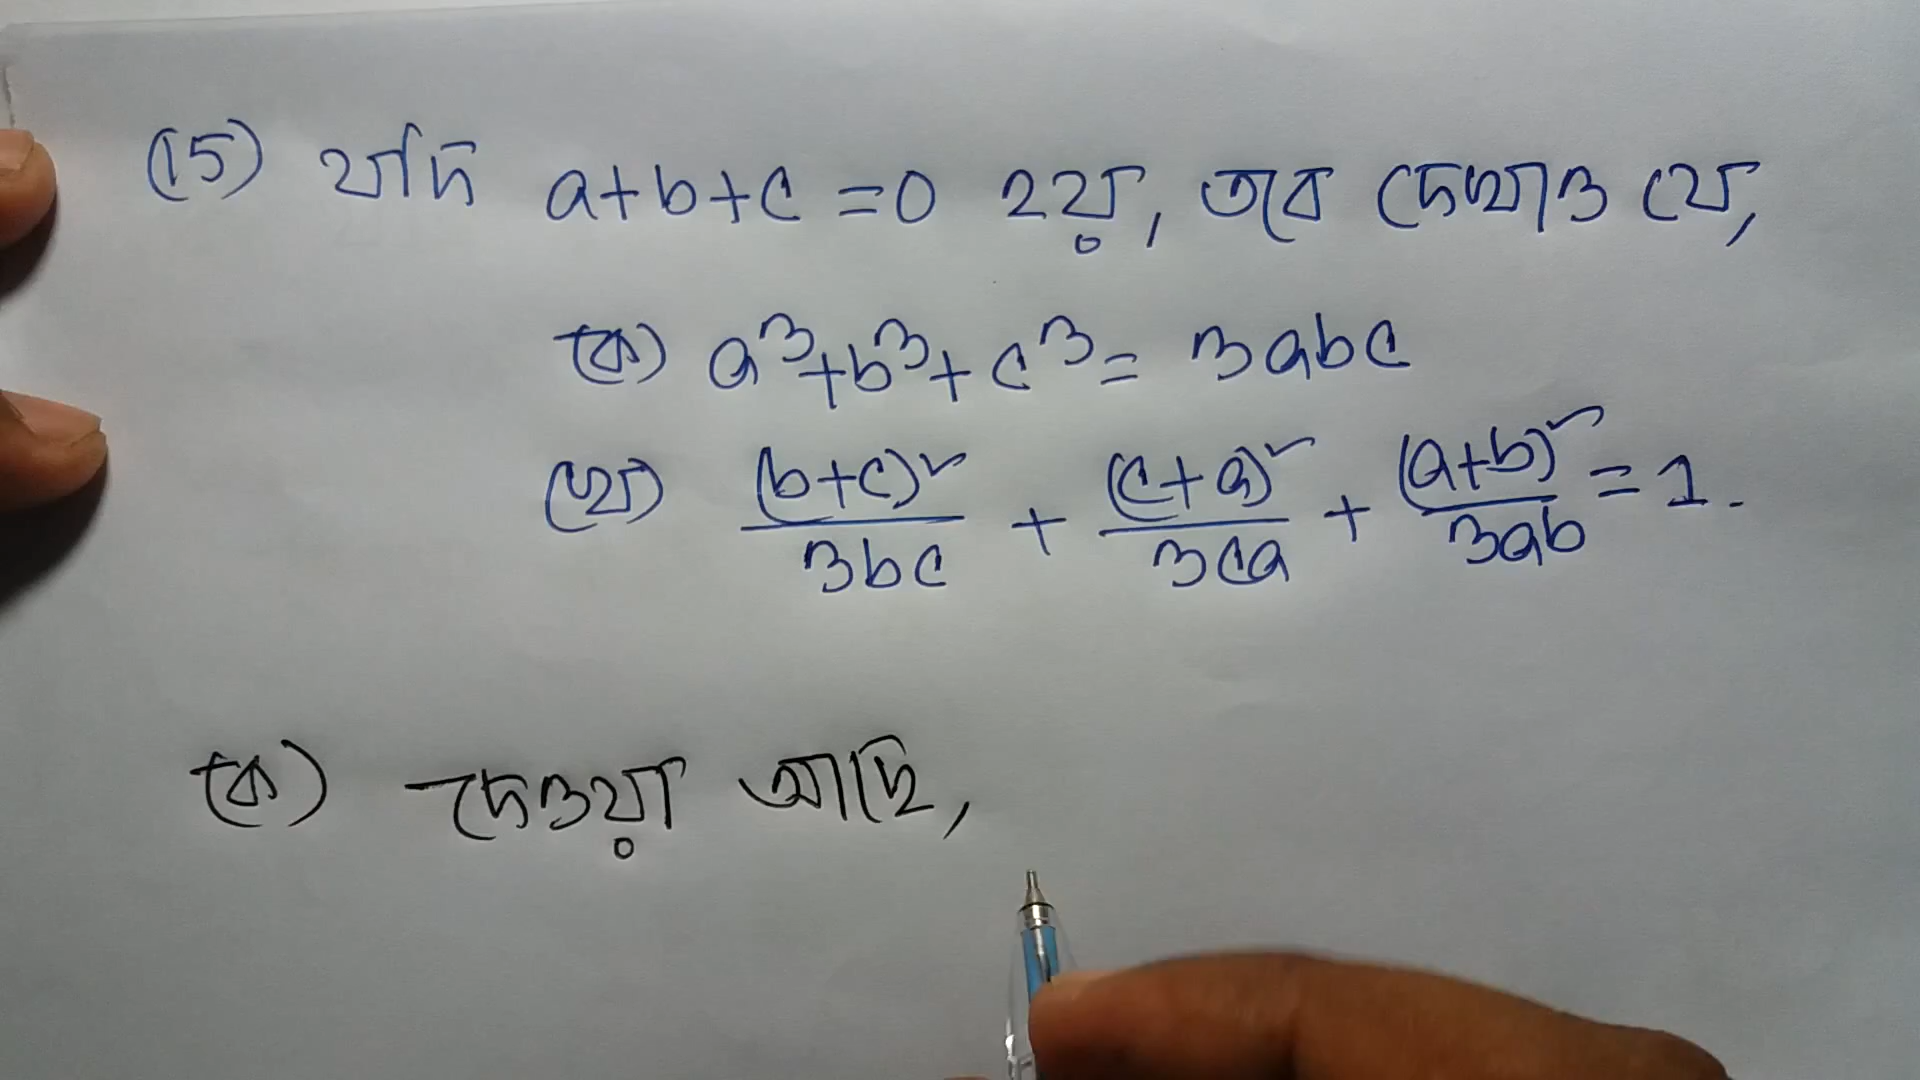 (15) যদি a+b+c=0 হয়, তবে দেখাও যে,
(ক) a³+b³+c³= 3abc
(খ) (b+c)²/3bc + (c+a)²/3ca + (a+b)²/3ab = 1.
(ক) দেওয়া আছে,